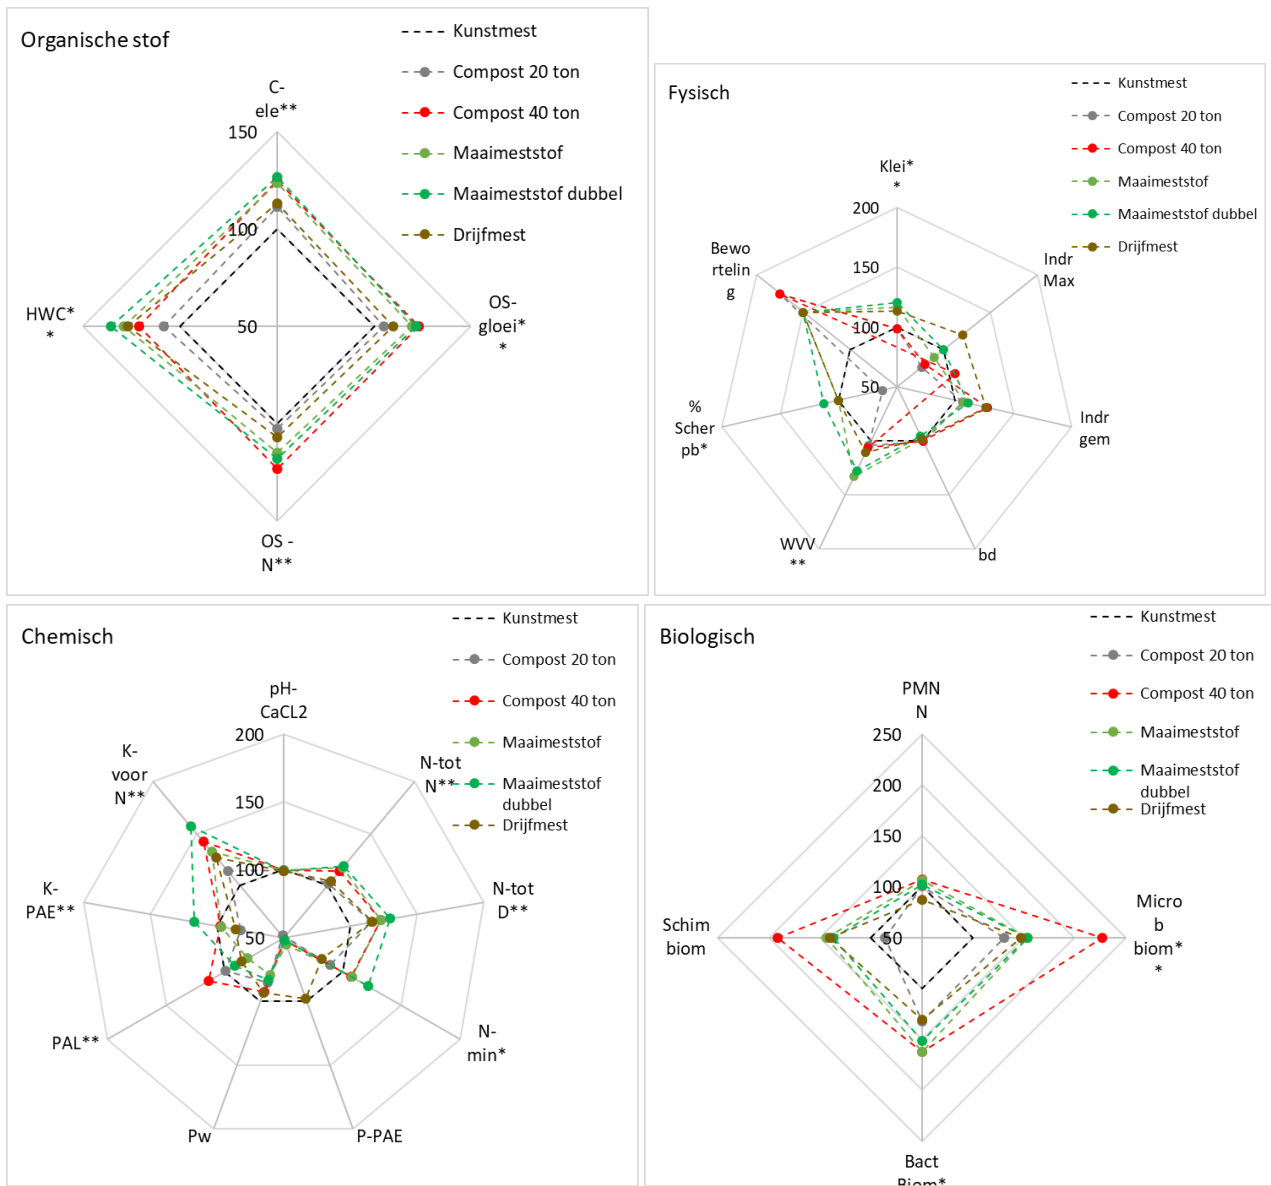 Organische stof
Kunstmest
Compost 20 ton
Compost 40 ton
Maaimeststof
Maaimeststof dubbel
Drijfmest
C-
ele**
150
100
50
OS-
gloei*
*
HWC*
*
OS -
N**
Fysisch
Kunstmest
Compost 20 ton
Compost 40 ton
Maaimeststof
Maaimeststof dubbel
Drijfmest
Klei*
*
200
150
100
50
Indr
Max
Indr
gem
bd
WVV
**
%
Scher
pb*
Bewo
rtelin
g
Chemisch
Kunstmest
Compost 20 ton
Compost 40 ton
Maaimeststof
Maaimeststof
dubbel
Drijfmest
pH-
CaCL2
200
150
100
50
N-tot
N**
N-tot
D**
N-
min*
P-PAE
Pw
PAL**
K-
PAE**
K-
voor
N**
Biologisch
Kunstmest
Compost 20 ton
Compost 40 ton
Maaimeststof
Maaimeststof
dubbel
Drijfmest
PMN
N
250
200
150
100
50
Micro
b
biom*
*
Bact
Biom*
Schim
biom